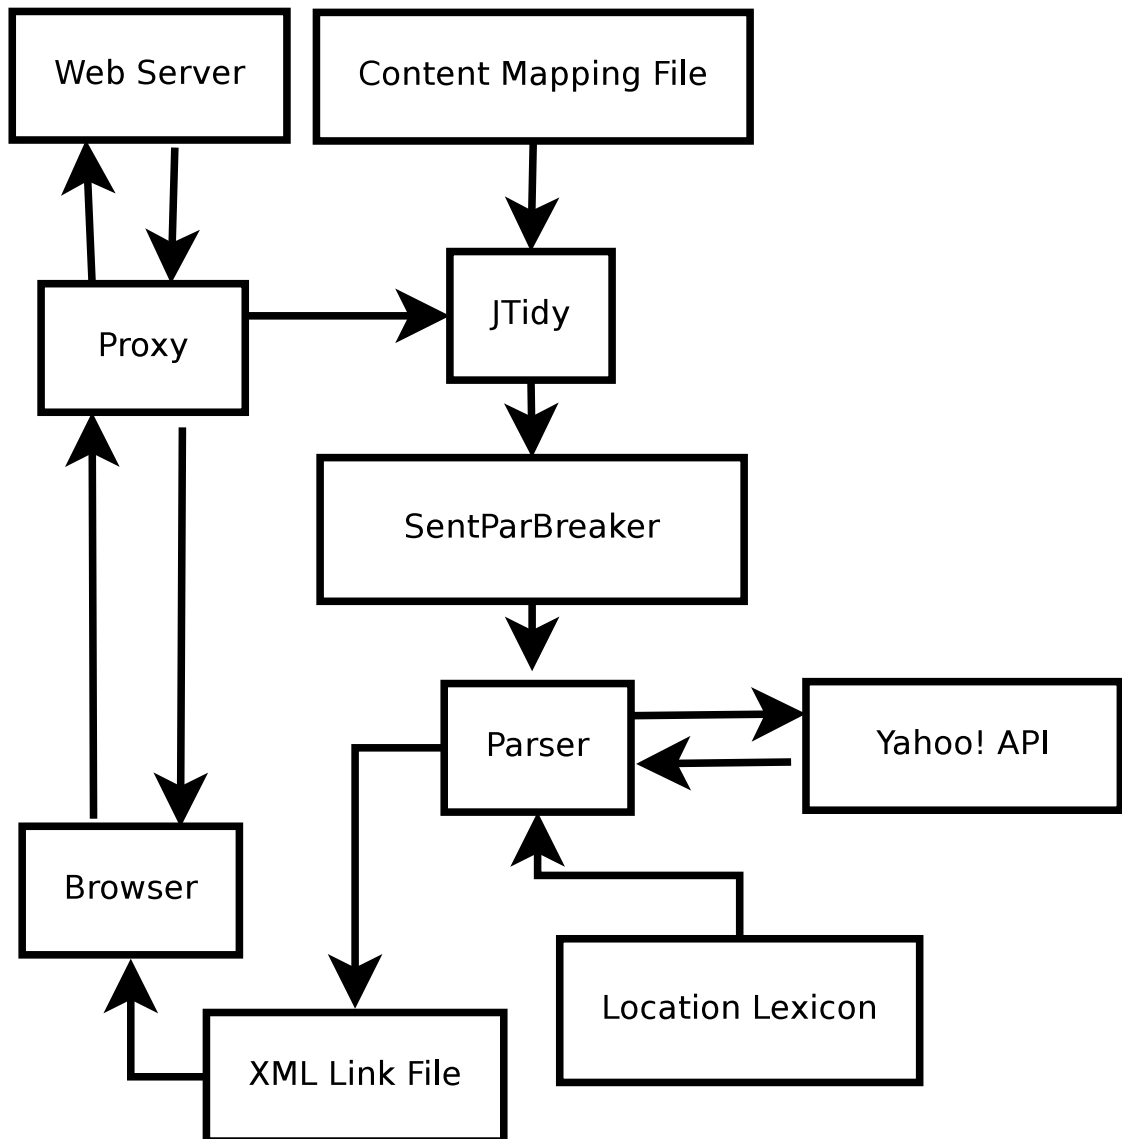 Web Server
Content Mapping File
JTidy
Proxy
SentParBreaker
Parser
Yahoo! API
Browser
Location Lexicon
XML Link File